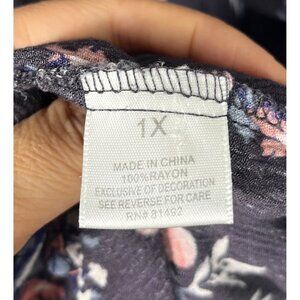 1X
MADE IN CHINA
100%RAYON
EXCLUSIVE OF DECORATION
SEE REVERSE FOR CARE
RN# 81492